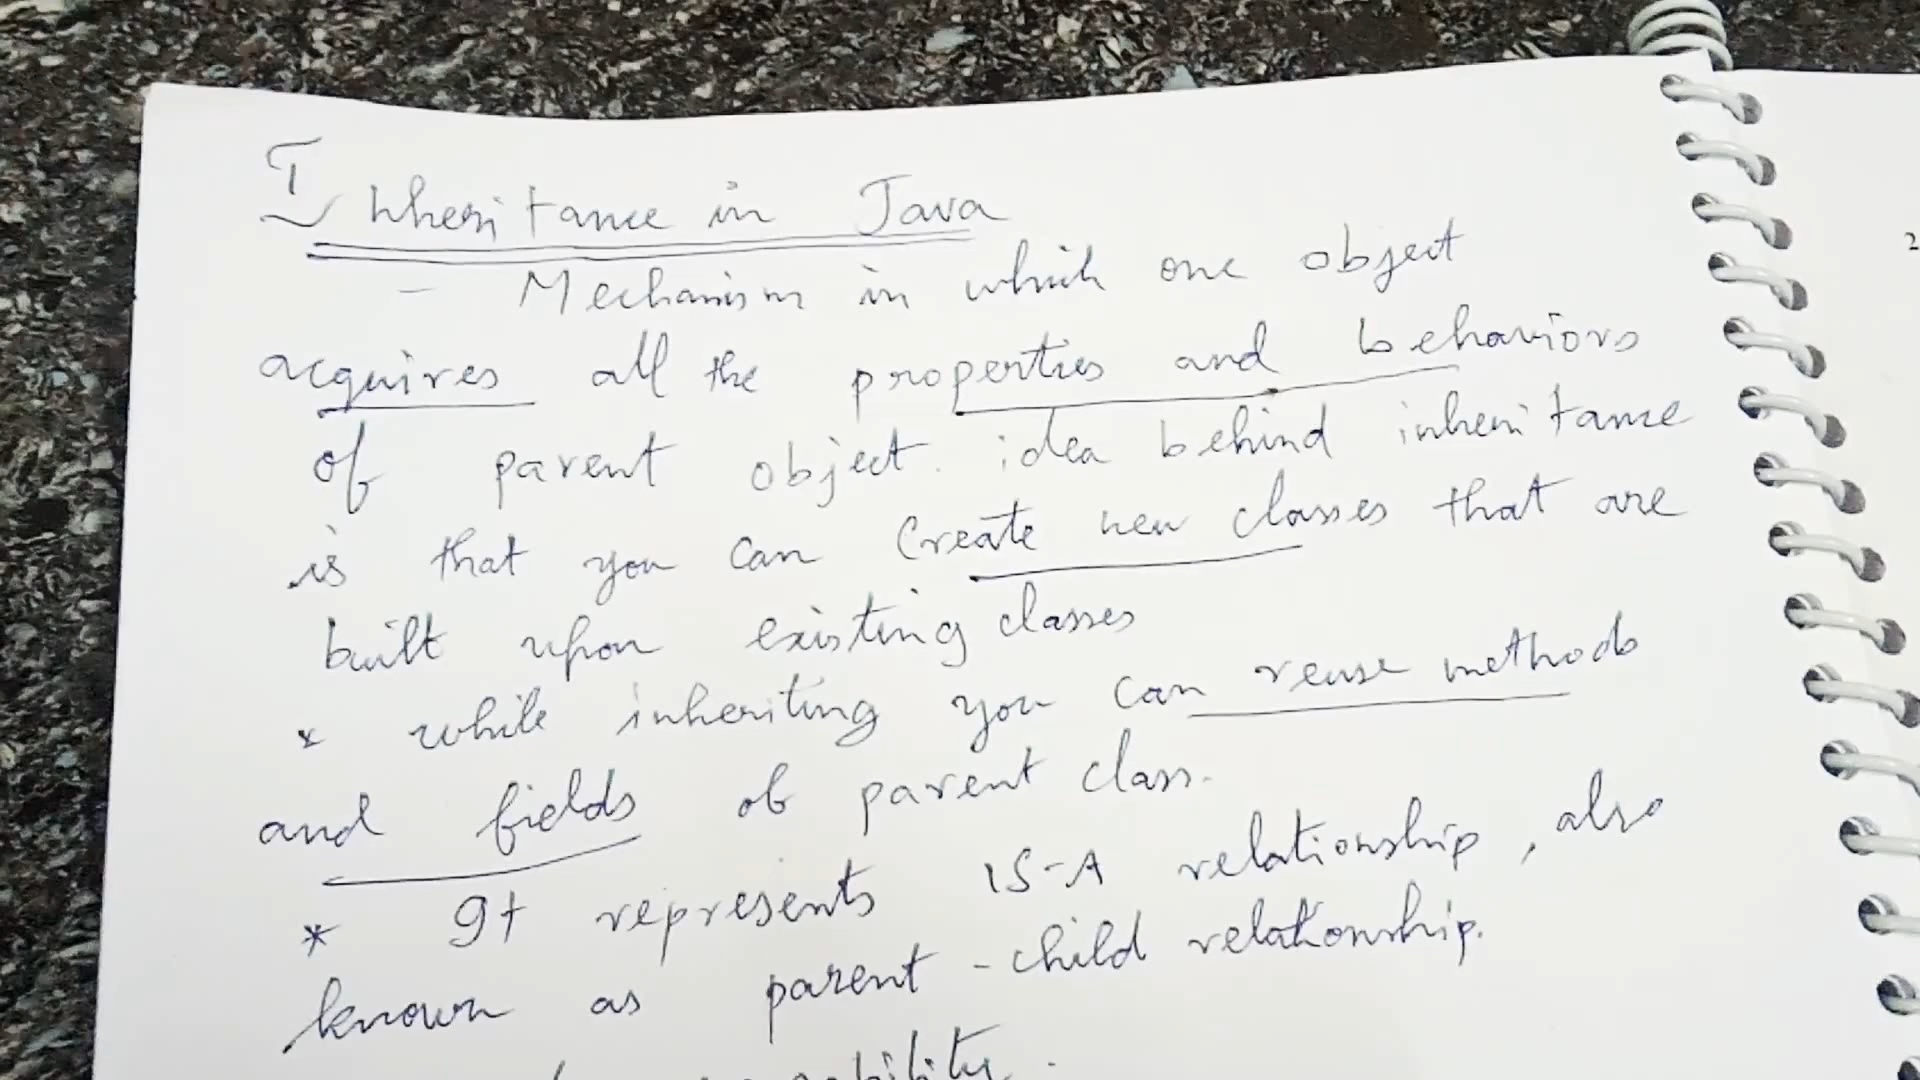 Inheritance in Java
- Mechanism in which one object
acquires all the properties and behaviors
of parent object. idea behind inheritance
is that you can Create new classes that are
built upon existing classes
* while inheriting you can reuse methods
and fields of parent class.
* It represents IS-A relationship, also
known as parent-child relationship.
2